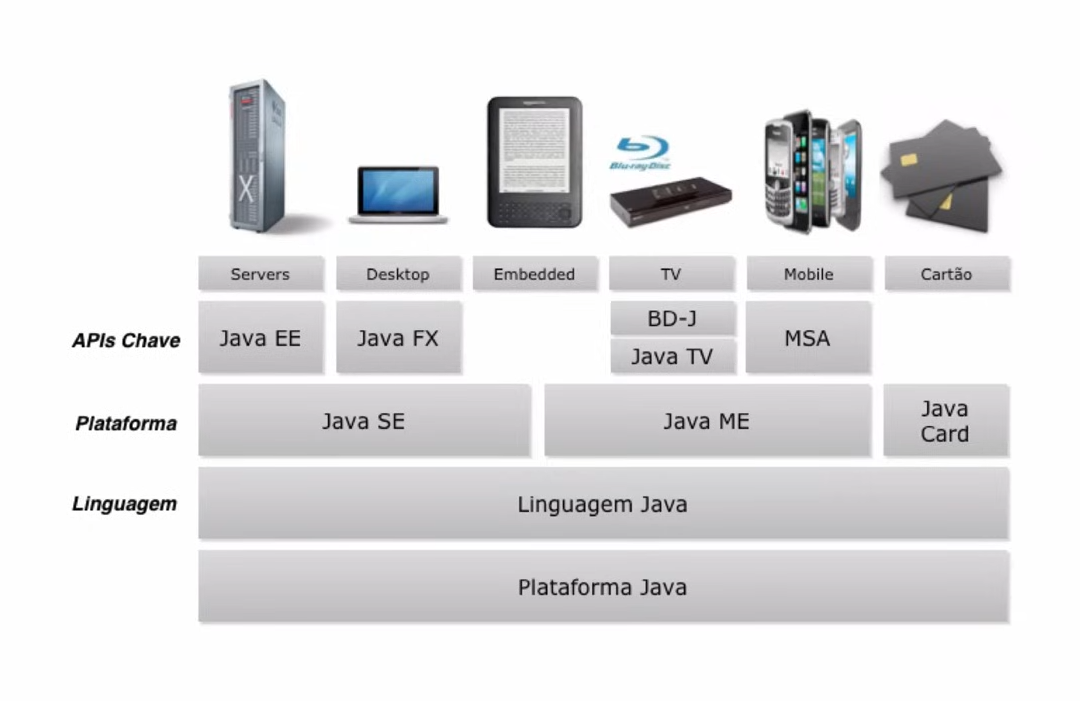 Blu-ray Disc
Servers
Desktop
Embedded
TV
Mobile
Cartão
APIs Chave
Java EE
Java FX
BD-J
Java TV
MSA
Plataforma
Java SE
Java ME
Java
Card
Linguagem
Linguagem Java
Plataforma Java